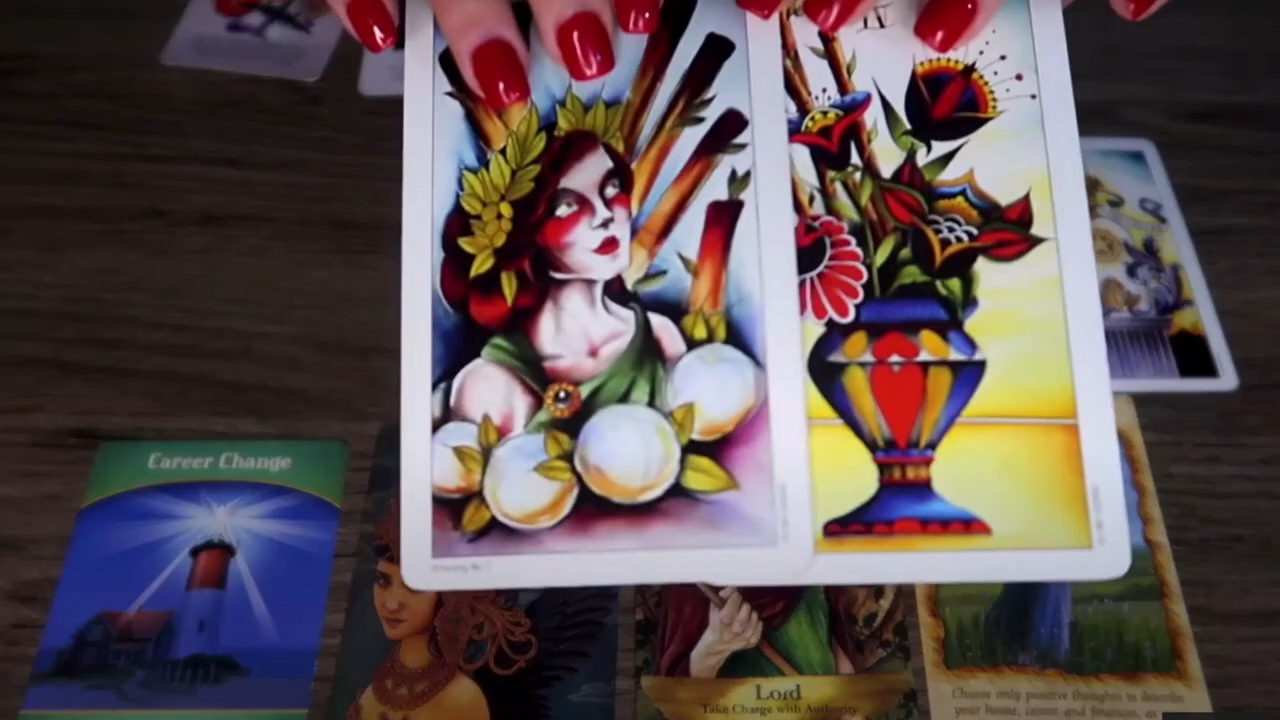 Career Change
Lord
Take Charge with Authority
Choose only positive thoughts to describe
your home, career, and finances, as